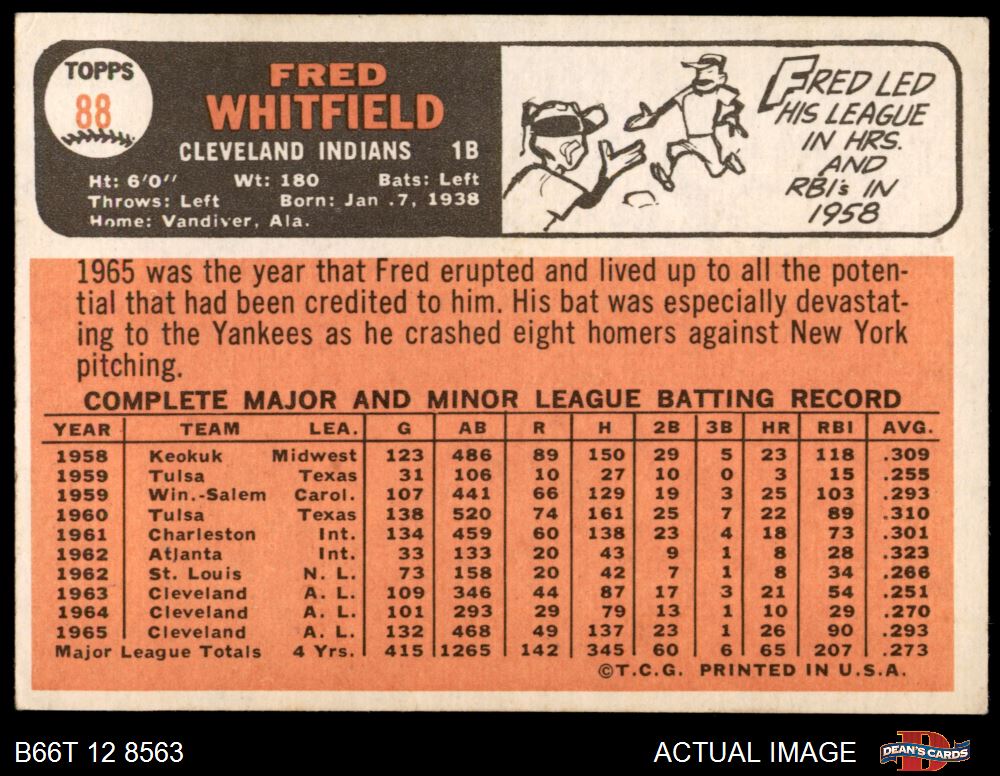 TOPPS
88
FRED
WHITFIELD
CLEVELAND INDIANS 1B
Ht: 6'0" Wt: 180 Bats: Left
Throws: Left Born: Jan .7, 1938
Home: Vandiver, Ala.
FRED LED
HIS LEAGUE
IN HRS.
AND
RBI's IN
1958
1965 was the year that Fred erupted and lived up to all the poten-
tial that had been credited to him. His bat was especially devastat-
ing to the Yankees as he crashed eight homers against New York
pitching.
COMPLETE MAJOR AND MINOR LEAGUE BATTING RECORD
YEAR TEAM LEA. G AB R H 2B 3B HR RBI AVG.
1958 Keokuk Midwest 123 486 89 150 29 5 23 118 .309
1959 Tulsa Texas 31 106 10 27 10 0 3 15 .255
1959 Win.-Salem Carol. 107 441 66 129 19 3 25 103 .293
1960 Tulsa Texas 138 520 74 161 25 7 22 89 .310
1961 Charleston Int. 134 459 60 138 23 4 18 73 .301
1962 Atlanta Int. 33 133 20 43 9 1 8 28 .323
1962 St. Louis N. L. 73 158 20 42 7 1 8 34 .266
1963 Cleveland A. L. 109 346 44 87 17 3 21 54 .251
1964 Cleveland A. L. 101 293 29 79 13 1 10 29 .270
1965 Cleveland A. L. 132 468 49 137 23 1 26 90 .293
Major League Totals 4 Yrs. 415 1265 142 345 60 6 65 207 .273
©T.C.G. PRINTED IN U.S.A.
B66T 12 8563 ACTUAL IMAGE DEAN'S CARDS